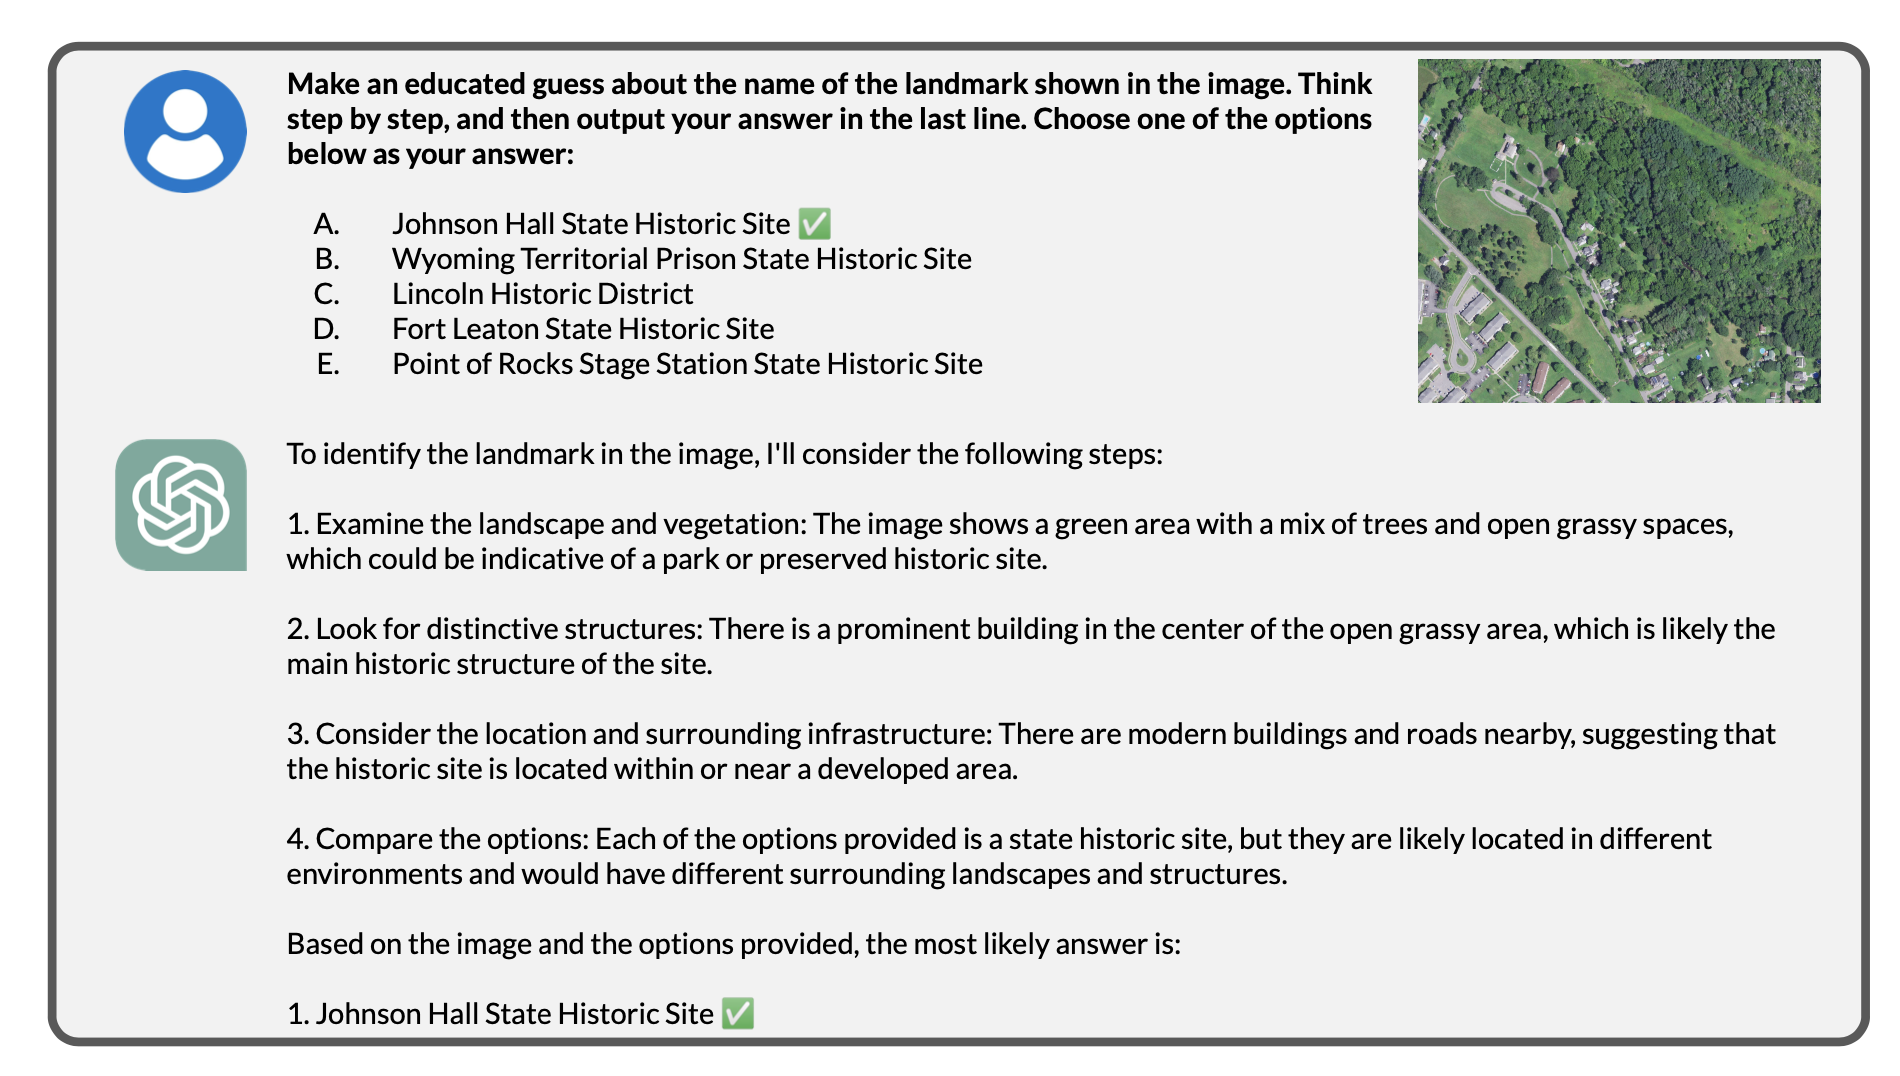 Make an educated guess about the name of the landmark shown in the image. Think
step by step, and then output your answer in the last line. Choose one of the options
below as your answer:
A. Johnson Hall State Historic Site ✅
B. Wyoming Territorial Prison State Historic Site
C. Lincoln Historic District
D. Fort Leaton State Historic Site
E. Point of Rocks Stage Station State Historic Site
To identify the landmark in the image, I'll consider the following steps:
1. Examine the landscape and vegetation: The image shows a green area with a mix of trees and open grassy spaces,
which could be indicative of a park or preserved historic site.
2. Look for distinctive structures: There is a prominent building in the center of the open grassy area, which is likely the
main historic structure of the site.
3. Consider the location and surrounding infrastructure: There are modern buildings and roads nearby, suggesting that
the historic site is located within or near a developed area.
4. Compare the options: Each of the options provided is a state historic site, but they are likely located in different
environments and would have different surrounding landscapes and structures.
Based on the image and the options provided, the most likely answer is:
1. Johnson Hall State Historic Site ✅